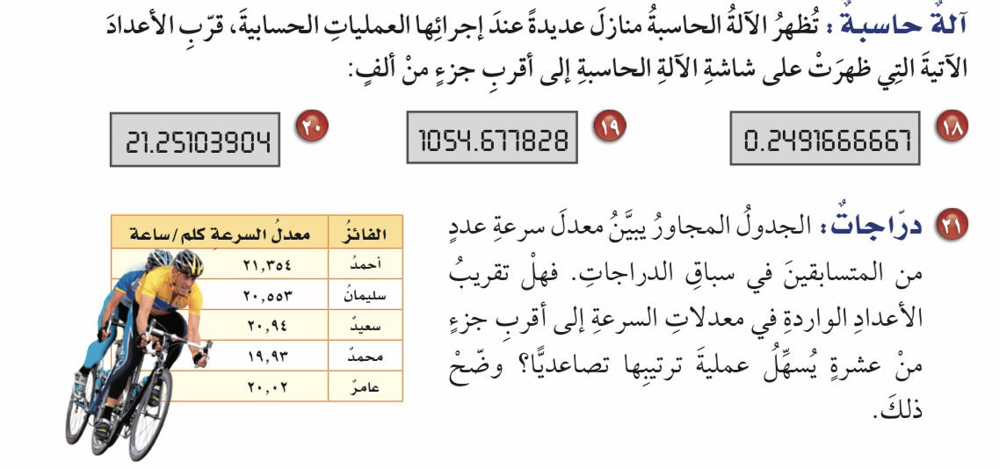 آلةٌ حاسبةٌ : تُظهرُ الآلةُ الحاسبةُ منازلَ عديدةً عندَ إجرائِها العملياتِ الحسابيةَ، قرّبِ الأعدادَ
الآتيةَ التِي ظهرَتْ على شاشةِ الآلةِ الحاسبةِ إلى أقربِ جزءٍ منْ ألفٍ:
١٨ 0.2491666667 ١٩ 1054.677828 ٢٠ 21.25103904
٢١ درّاجاتٌ: الجدولُ المجاورُ يبيَّنُ معدلَ سرعةِ عددٍ
من المتسابقينَ في سباقِ الدراجاتِ. فهلْ تقريبُ
الأعدادِ الواردةِ في معدلاتِ السرعةِ إلى أقربِ جزءٍ
منْ عشرةٍ يُسهِّلُ عمليةَ ترتيبِها تصاعديًّا؟ وضّحْ
ذلكَ.
الفائزُ معدلُ السرعةِ كلم/ساعة
أحمدُ ٢١,٣٥٤
سليمانُ ٢٠,٥٥٣
سعيدٌ ٢٠,٩٤
محمدٌ ١٩,٩٣
عامرٌ ٢٠,٠٢